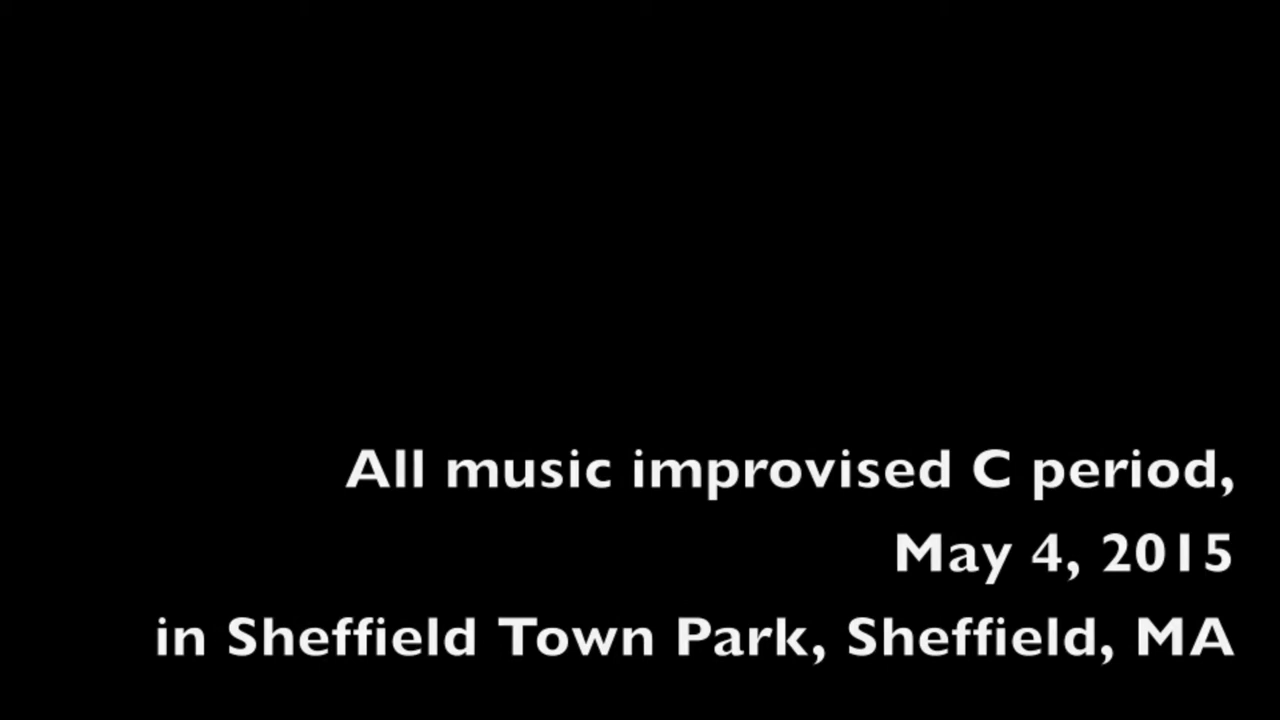 All music improvised C period,
May 4, 2015
in Sheffield Town Park, Sheffield, MA